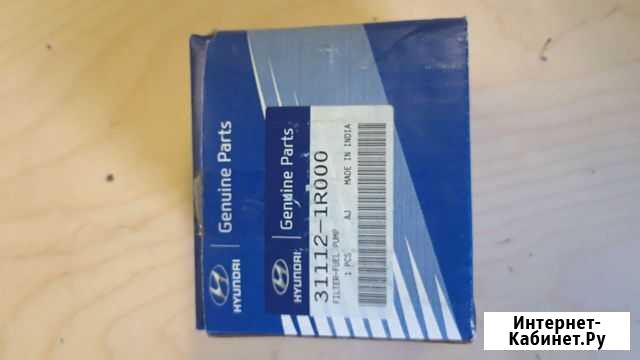 HYUNDAI | Genuine Parts
HYUNDAI | Genuine Parts
31112-1R000
FILTER-FUEL PUMP AJ MADE IN INDIA
1 PCS
Интернет-
Кабинет.Ру